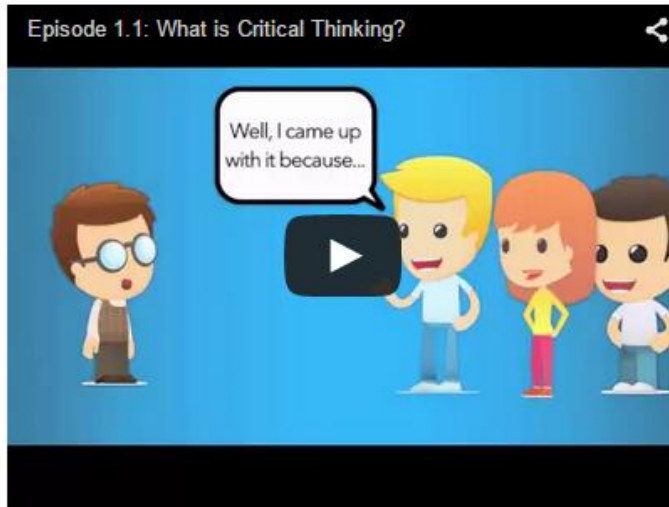 Episode 1.1: What is Critical Thinking?
Well, I came up
with it because...